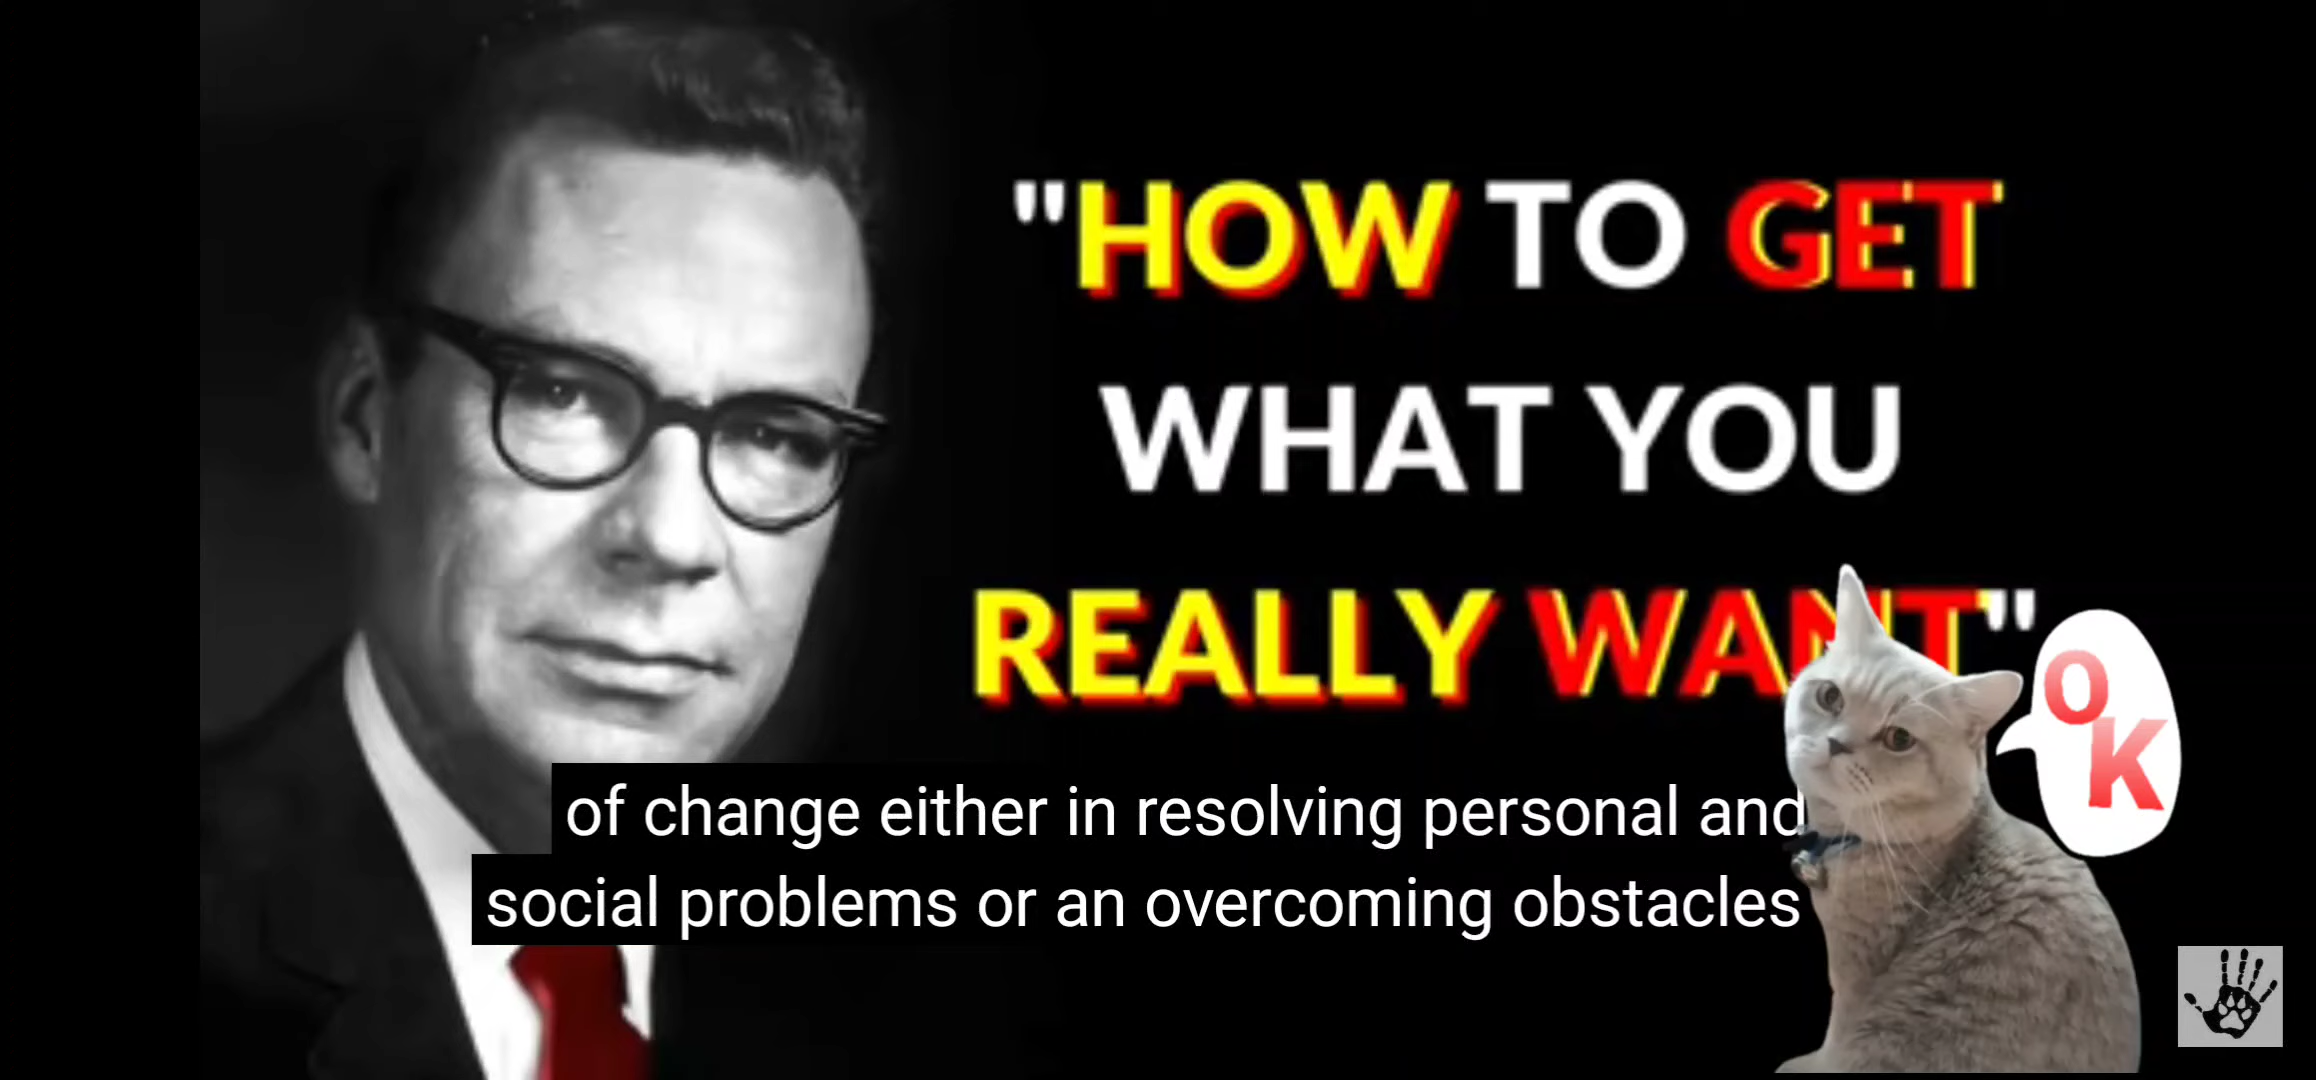 "HOW TO GET
WHAT YOU
REALLY WANT"
OK
of change either in resolving personal and
social problems or an overcoming obstacles